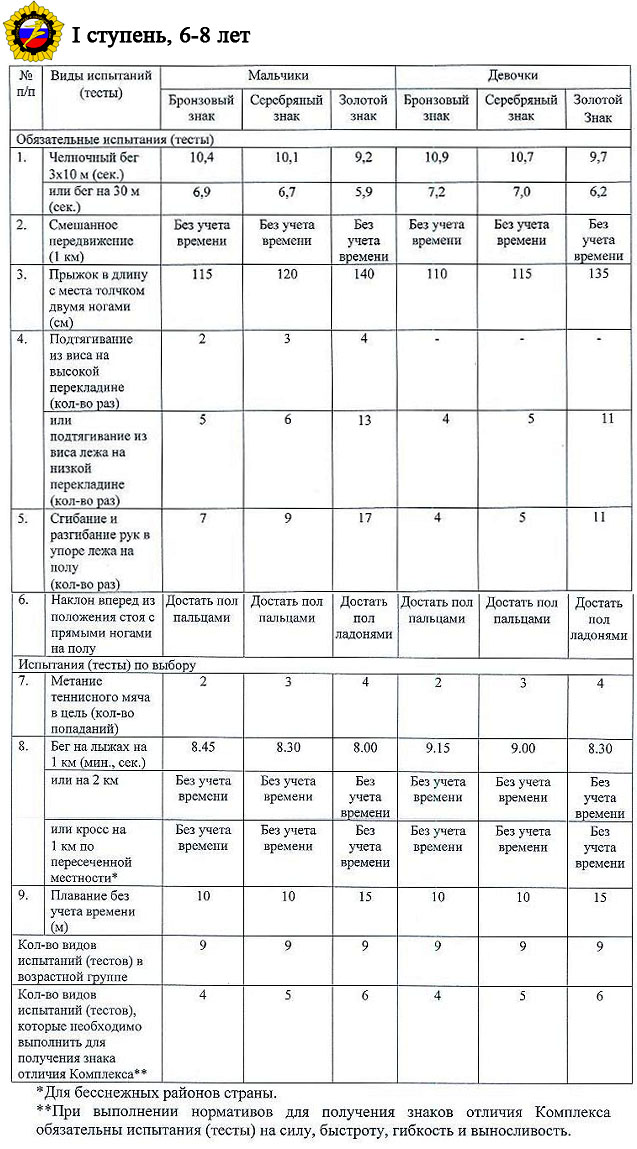 I ступень, 6-8 лет
№ п/п Виды испытаний (тесты) Мальчики Девочки
Бронзовый знак Серебряный знак Золотой знак Бронзовый знак Серебряный знак Золотой Знак
Обязательные испытания (тесты)
1. Челночный бег 3х10 м (сек.) 10,4 10,1 9,2 10,9 10,7 9,7
или бег на 30 м (сек.) 6,9 6,7 5,9 7,2 7,0 6,2
2. Смешанное передвижение (1 км) Без учета времени Без учета времени Без учета времени Без учета времени Без учета времени Без учета времени
3. Прыжок в длину с места толчком двумя ногами (см) 115 120 140 110 115 135
4. Подтягивание из виса на высокой перекладине (кол-во раз) 2 3 4 - - -
или подтягивание из виса лежа на низкой перекладине (кол-во раз) 5 6 13 4 5 11
5. Сгибание и разгибание рук в упоре лежа на полу (кол-во раз) 7 9 17 4 5 11
6. Наклон вперед из положения стоя с прямыми ногами на полу Достать пол пальцами Достать пол пальцами Достать пол ладонями Достать пол пальцами Достать пол пальцами Достать пол ладонями
Испытания (тесты) по выбору
7. Метание теннисного мяча в цель (кол-во попаданий) 2 3 4 2 3 4
8. Бег на лыжах на 1 км (мин., сек.) 8.45 8.30 8.00 9.15 9.00 8.30
или на 2 км Без учета времени Без учета времени Без учета времени Без учета времени Без учета времени Без учета времени
или кросс на 1 км по пересеченной местности* Без учета времени Без учета времени Без учета времени Без учета времени Без учета времени Без учета времени
9. Плавание без учета времени (м) 10 10 15 10 10 15
Кол-во видов испытаний (тестов) в возрастной группе 9 9 9 9 9 9
Кол-во видов испытаний (тестов), которые необходимо выполнить для получения знака отличия Комплекса** 4 5 6 4 5 6
*Для бесснежных районов страны.
**При выполнении нормативов для получения знаков отличия Комплекса
обязательны испытания (тесты) на силу, быстроту, гибкость и выносливость.